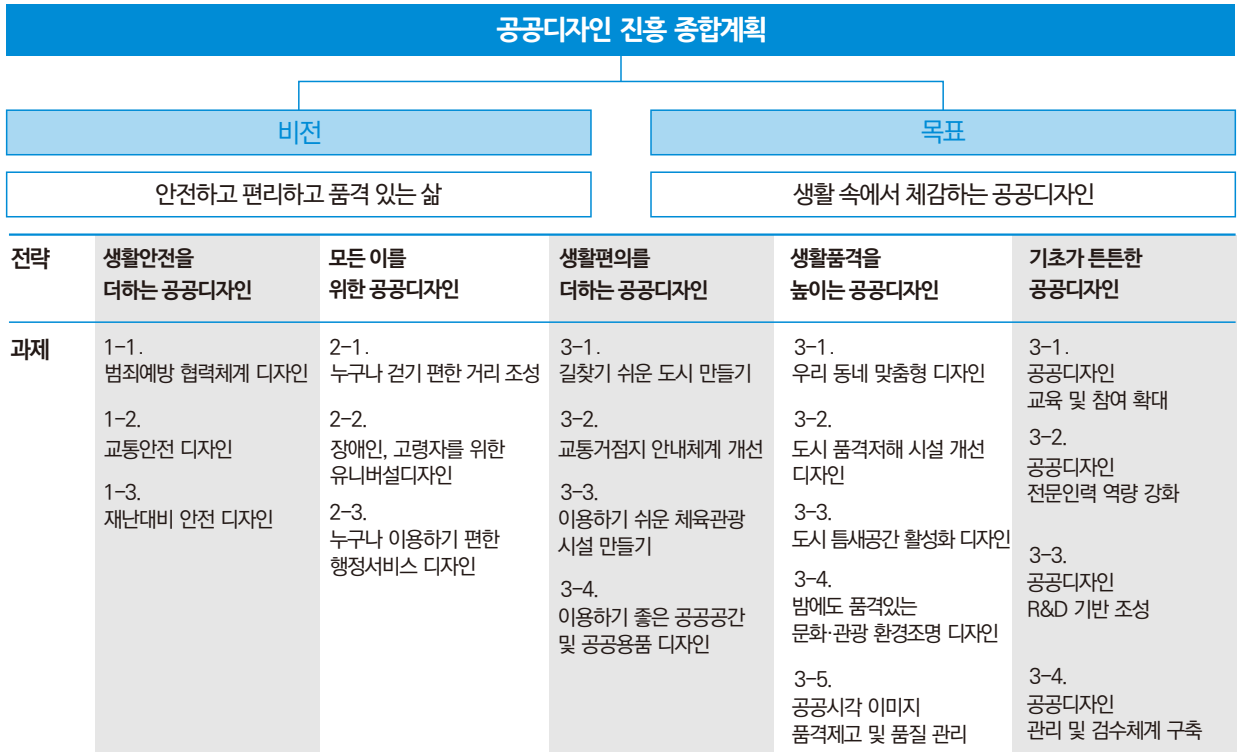 공공디자인 진흥 종합계획
비전
목표
안전하고 편리하고 품격 있는 삶
생활 속에서 체감하는 공공디자인
전략
생활안전을
더하는 공공디자인
모든 이를
위한 공공디자인
생활편의를
더하는 공공디자인
생활품격을
높이는 공공디자인
기초가 튼튼한
공공디자인
과제
1-1.
범죄예방 협력체계 디자인
1-2.
교통안전 디자인
1-3.
재난대비 안전 디자인
2-1.
누구나 걷기 편한 거리 조성
2-2.
장애인, 고령자를 위한
유니버설디자인
2-3.
누구나 이용하기 편한
행정서비스 디자인
3-1.
길찾기 쉬운 도시 만들기
3-2.
교통거점지 안내체계 개선
3-3.
이용하기 쉬운 체육관광
시설 만들기
3-4.
이용하기 좋은 공공공간
및 공공용품 디자인
3-1.
우리 동네 맞춤형 디자인
3-2.
도시 품격저해 시설 개선
디자인
3-3.
도시 틈새공간 활성화 디자인
3-4.
밤에도 품격있는
문화·관광 환경조명 디자인
3-5.
공공시각 이미지
품격제고 및 품질 관리
3-1.
공공디자인
교육 및 참여 확대
3-2.
공공디자인
전문인력 역량 강화
3-3.
공공디자인
R&D 기반 조성
3-4.
공공디자인
관리 및 검수체계 구축